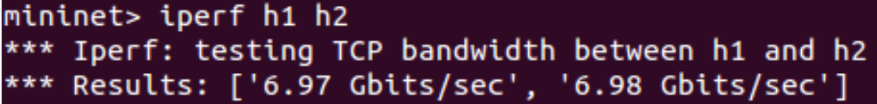 mininet> iperf h1 h2
*** Iperf: testing TCP bandwidth between h1 and h2
*** Results: ['6.97 Gbits/sec', '6.98 Gbits/sec']